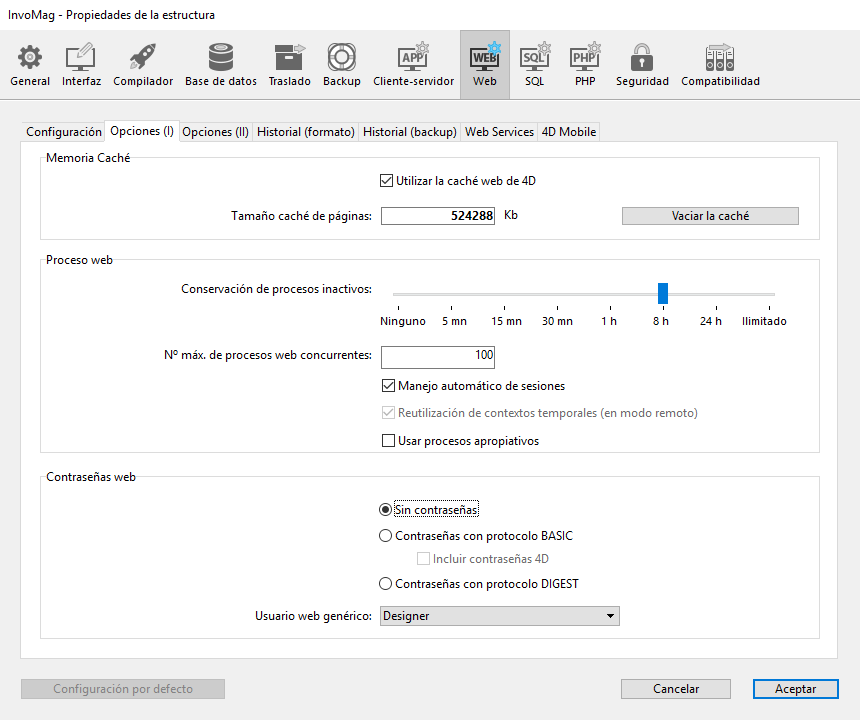 InvoMag - Propiedades de la estructura
APP WEB SQL PHP
General Interfaz Compilador Base de datos Traslado Backup Cliente-servidor Web SQL PHP Seguridad Compatibilidad
Configuración Opciones (I) Opciones (II) Historial (formato) Historial (backup) Web Services 4D Mobile
Memoria Caché
Utilizar la caché web de 4D
Tamaño caché de páginas: 524288 Kb Vaciar la caché
Proceso web
Conservación de procesos inactivos:
Ninguno 5 mn 15 mn 30 mn 1 h 8 h 24 h Ilimitado
Nº máx. de procesos web concurrentes: 100
Manejo automático de sesiones
Reutilización de contextos temporales (en modo remoto)
Usar procesos apropiativos
Contraseñas web
Sin contraseñas
Contraseñas con protocolo BASIC
Incluir contraseñas 4D
Contraseñas con protocolo DIGEST
Usuario web genérico: Designer
Configuración por defecto Cancelar Aceptar